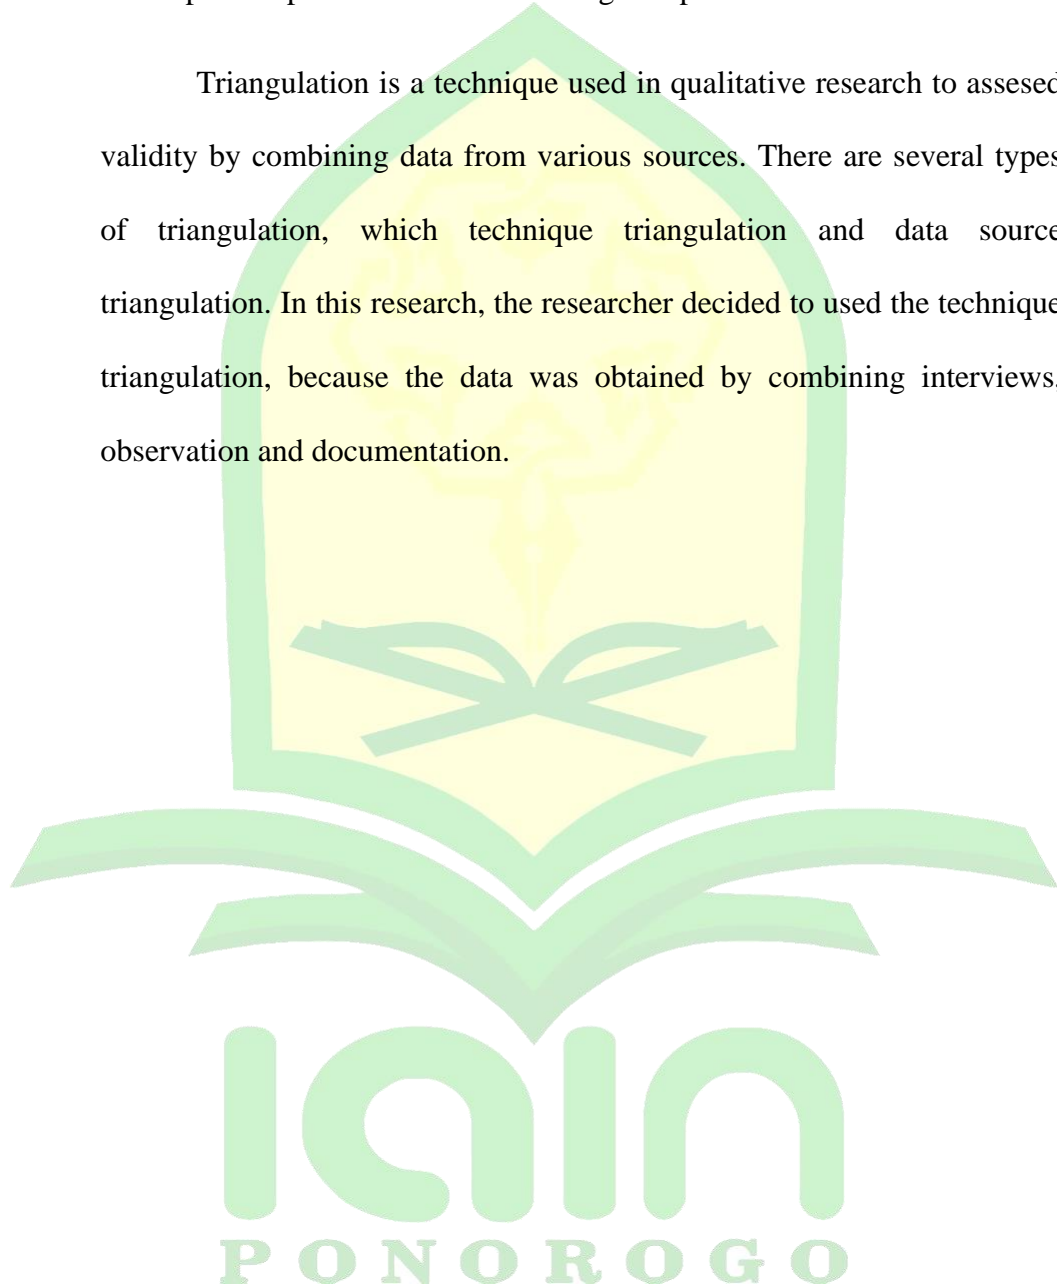 Triangulation is a technique used in qualitative research to assesed
validity by combining data from various sources. There are several types
of triangulation, which technique triangulation and data source
triangulation. In this research, the researcher decided to used the technique
triangulation, because the data was obtained by combining interviews,
observation and documentation.
iain
PONOROGO